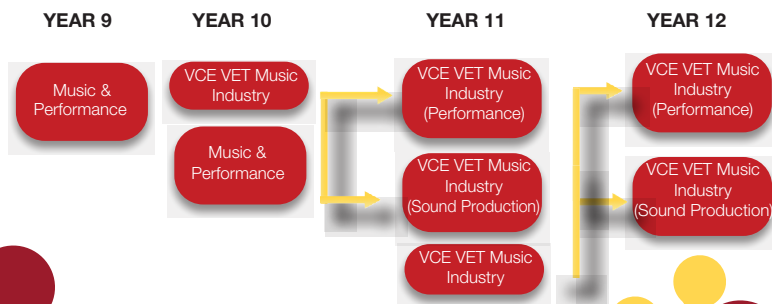 YEAR 9
YEAR 10
YEAR 11
YEAR 12
Music &
Performance
VCE VET Music
Industry
Music &
Performance
VCE VET Music
Industry
(Performance)
VCE VET Music
Industry
(Sound Production)
VCE VET Music
Industry
VCE VET Music
Industry
(Performance)
VCE VET Music
Industry
(Sound Production)